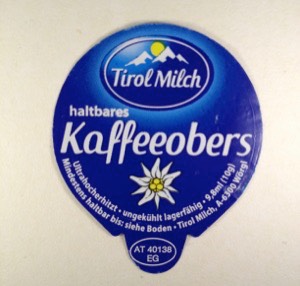 Tirol Milch
haltbares
Kaffeeobers
Ultrahocherhitzt • ungekühlt lagerfähig • 9,8ml (10g)
Mindestens haltbar bis: siehe Boden • Tirol Milch, A-6300 Wörgl
AT 40138
EG